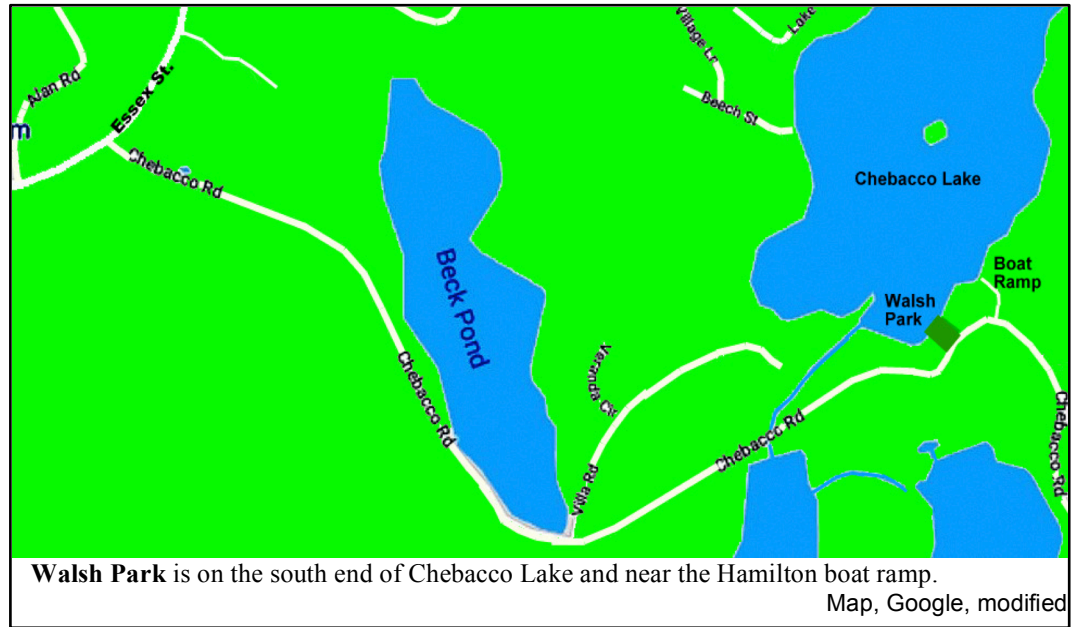 Village Ln
Lake
Alan Rd
Essex St.
m
Beech St
Chebacco Rd
Chebacco Lake
Beck Pond
Boat
Ramp
Walsh
Park
Veranda Cir
Chebacco Rd
Chebacco Rd
Chebacco Rd
Villa Rd
Walsh Park is on the south end of Chebacco Lake and near the Hamilton boat ramp.
Map, Google, modified